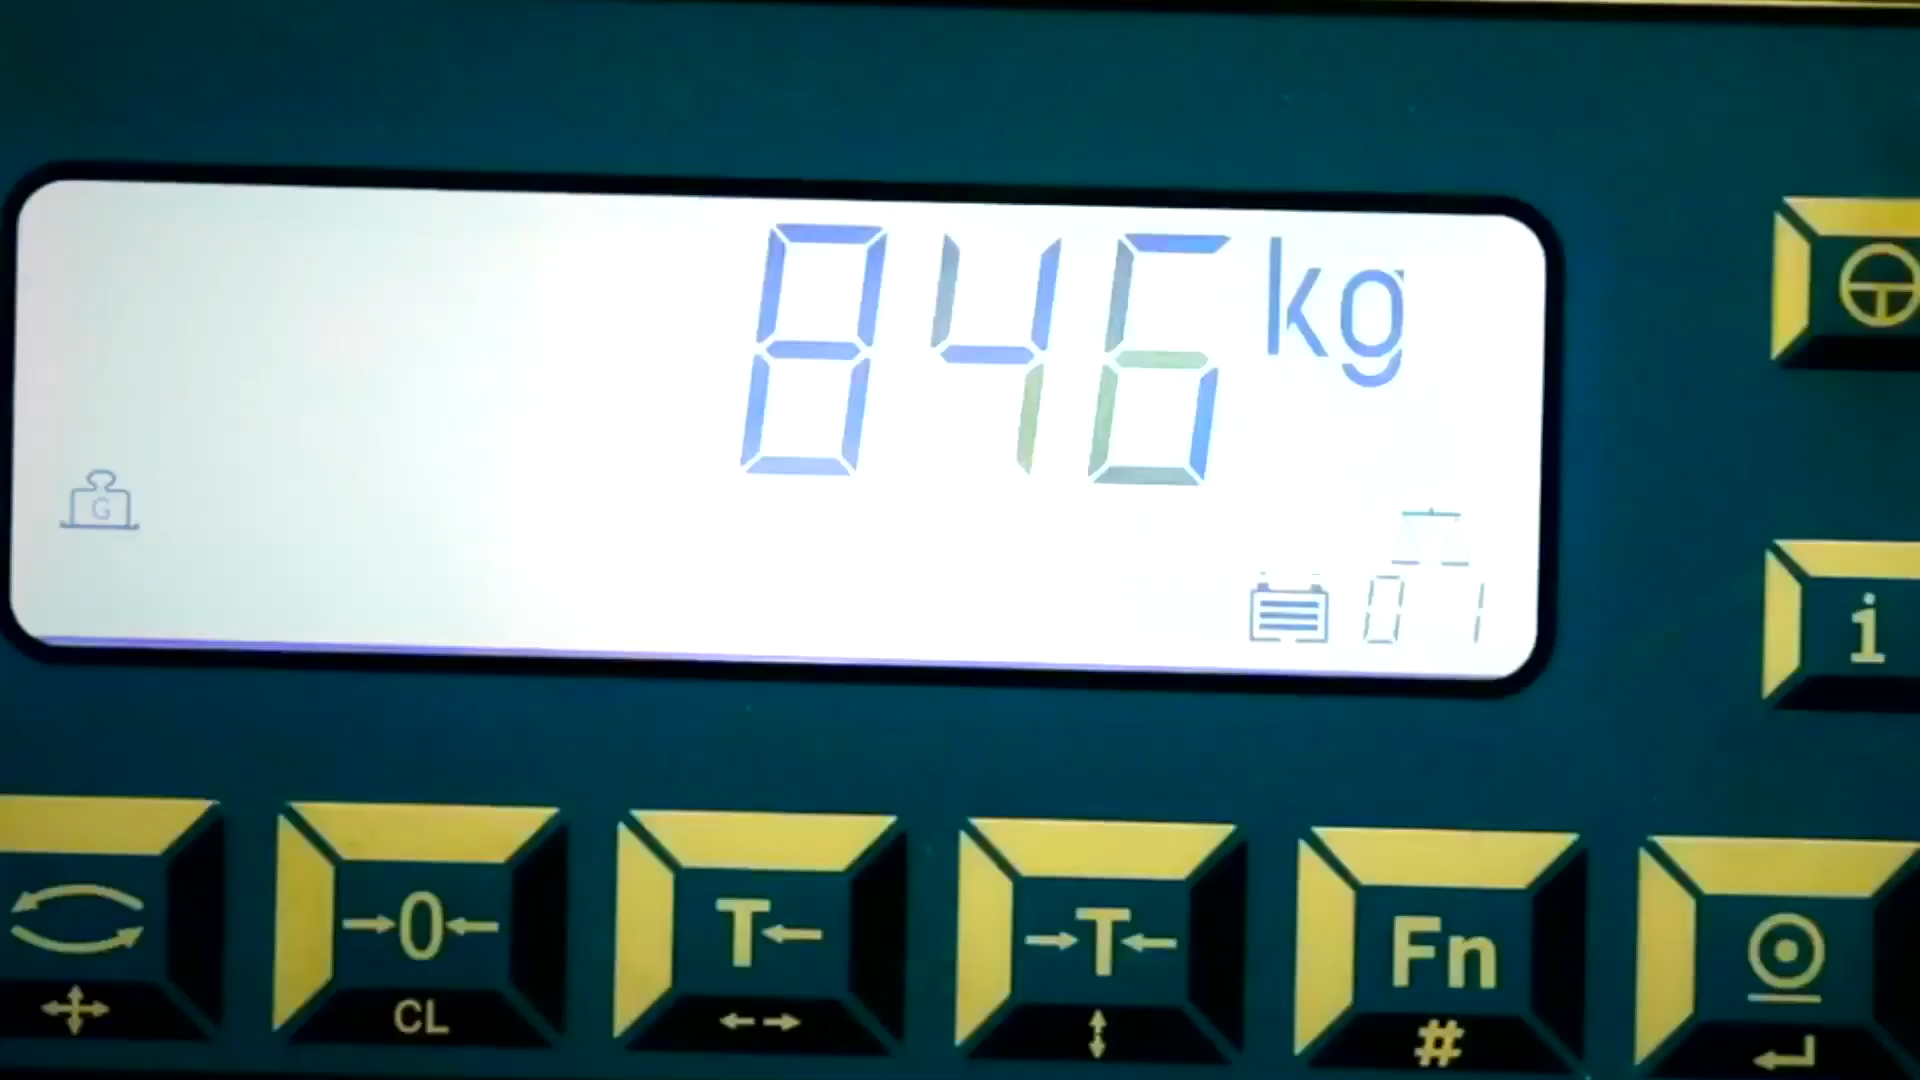 846 kg
G
01
i
→0← T← →T← Fn
CL ←→ ↕ # ↵